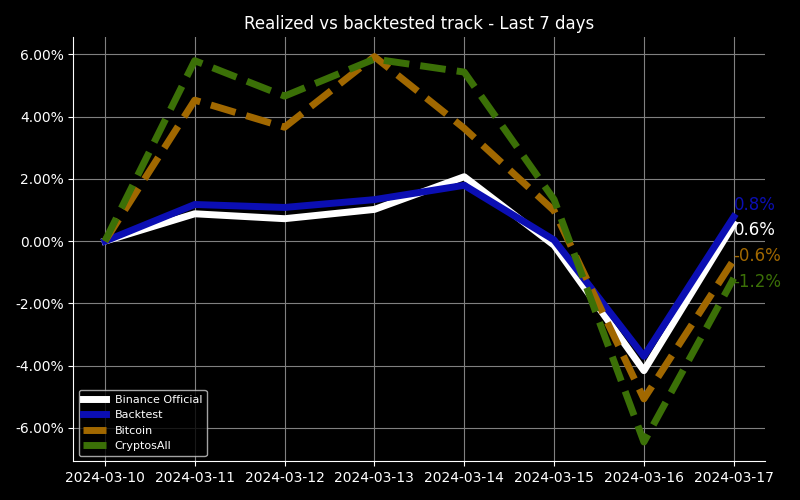 Realized vs backtested track - Last 7 days
6.00%
4.00%
2.00%
0.00%
-2.00%
-4.00%
-6.00%
0.8%
0.6%
-0.6%
-1.2%
Binance Official
Backtest
Bitcoin
CryptosAll
2024-03-10 2024-03-11 2024-03-12 2024-03-13 2024-03-14 2024-03-15 2024-03-16 2024-03-17